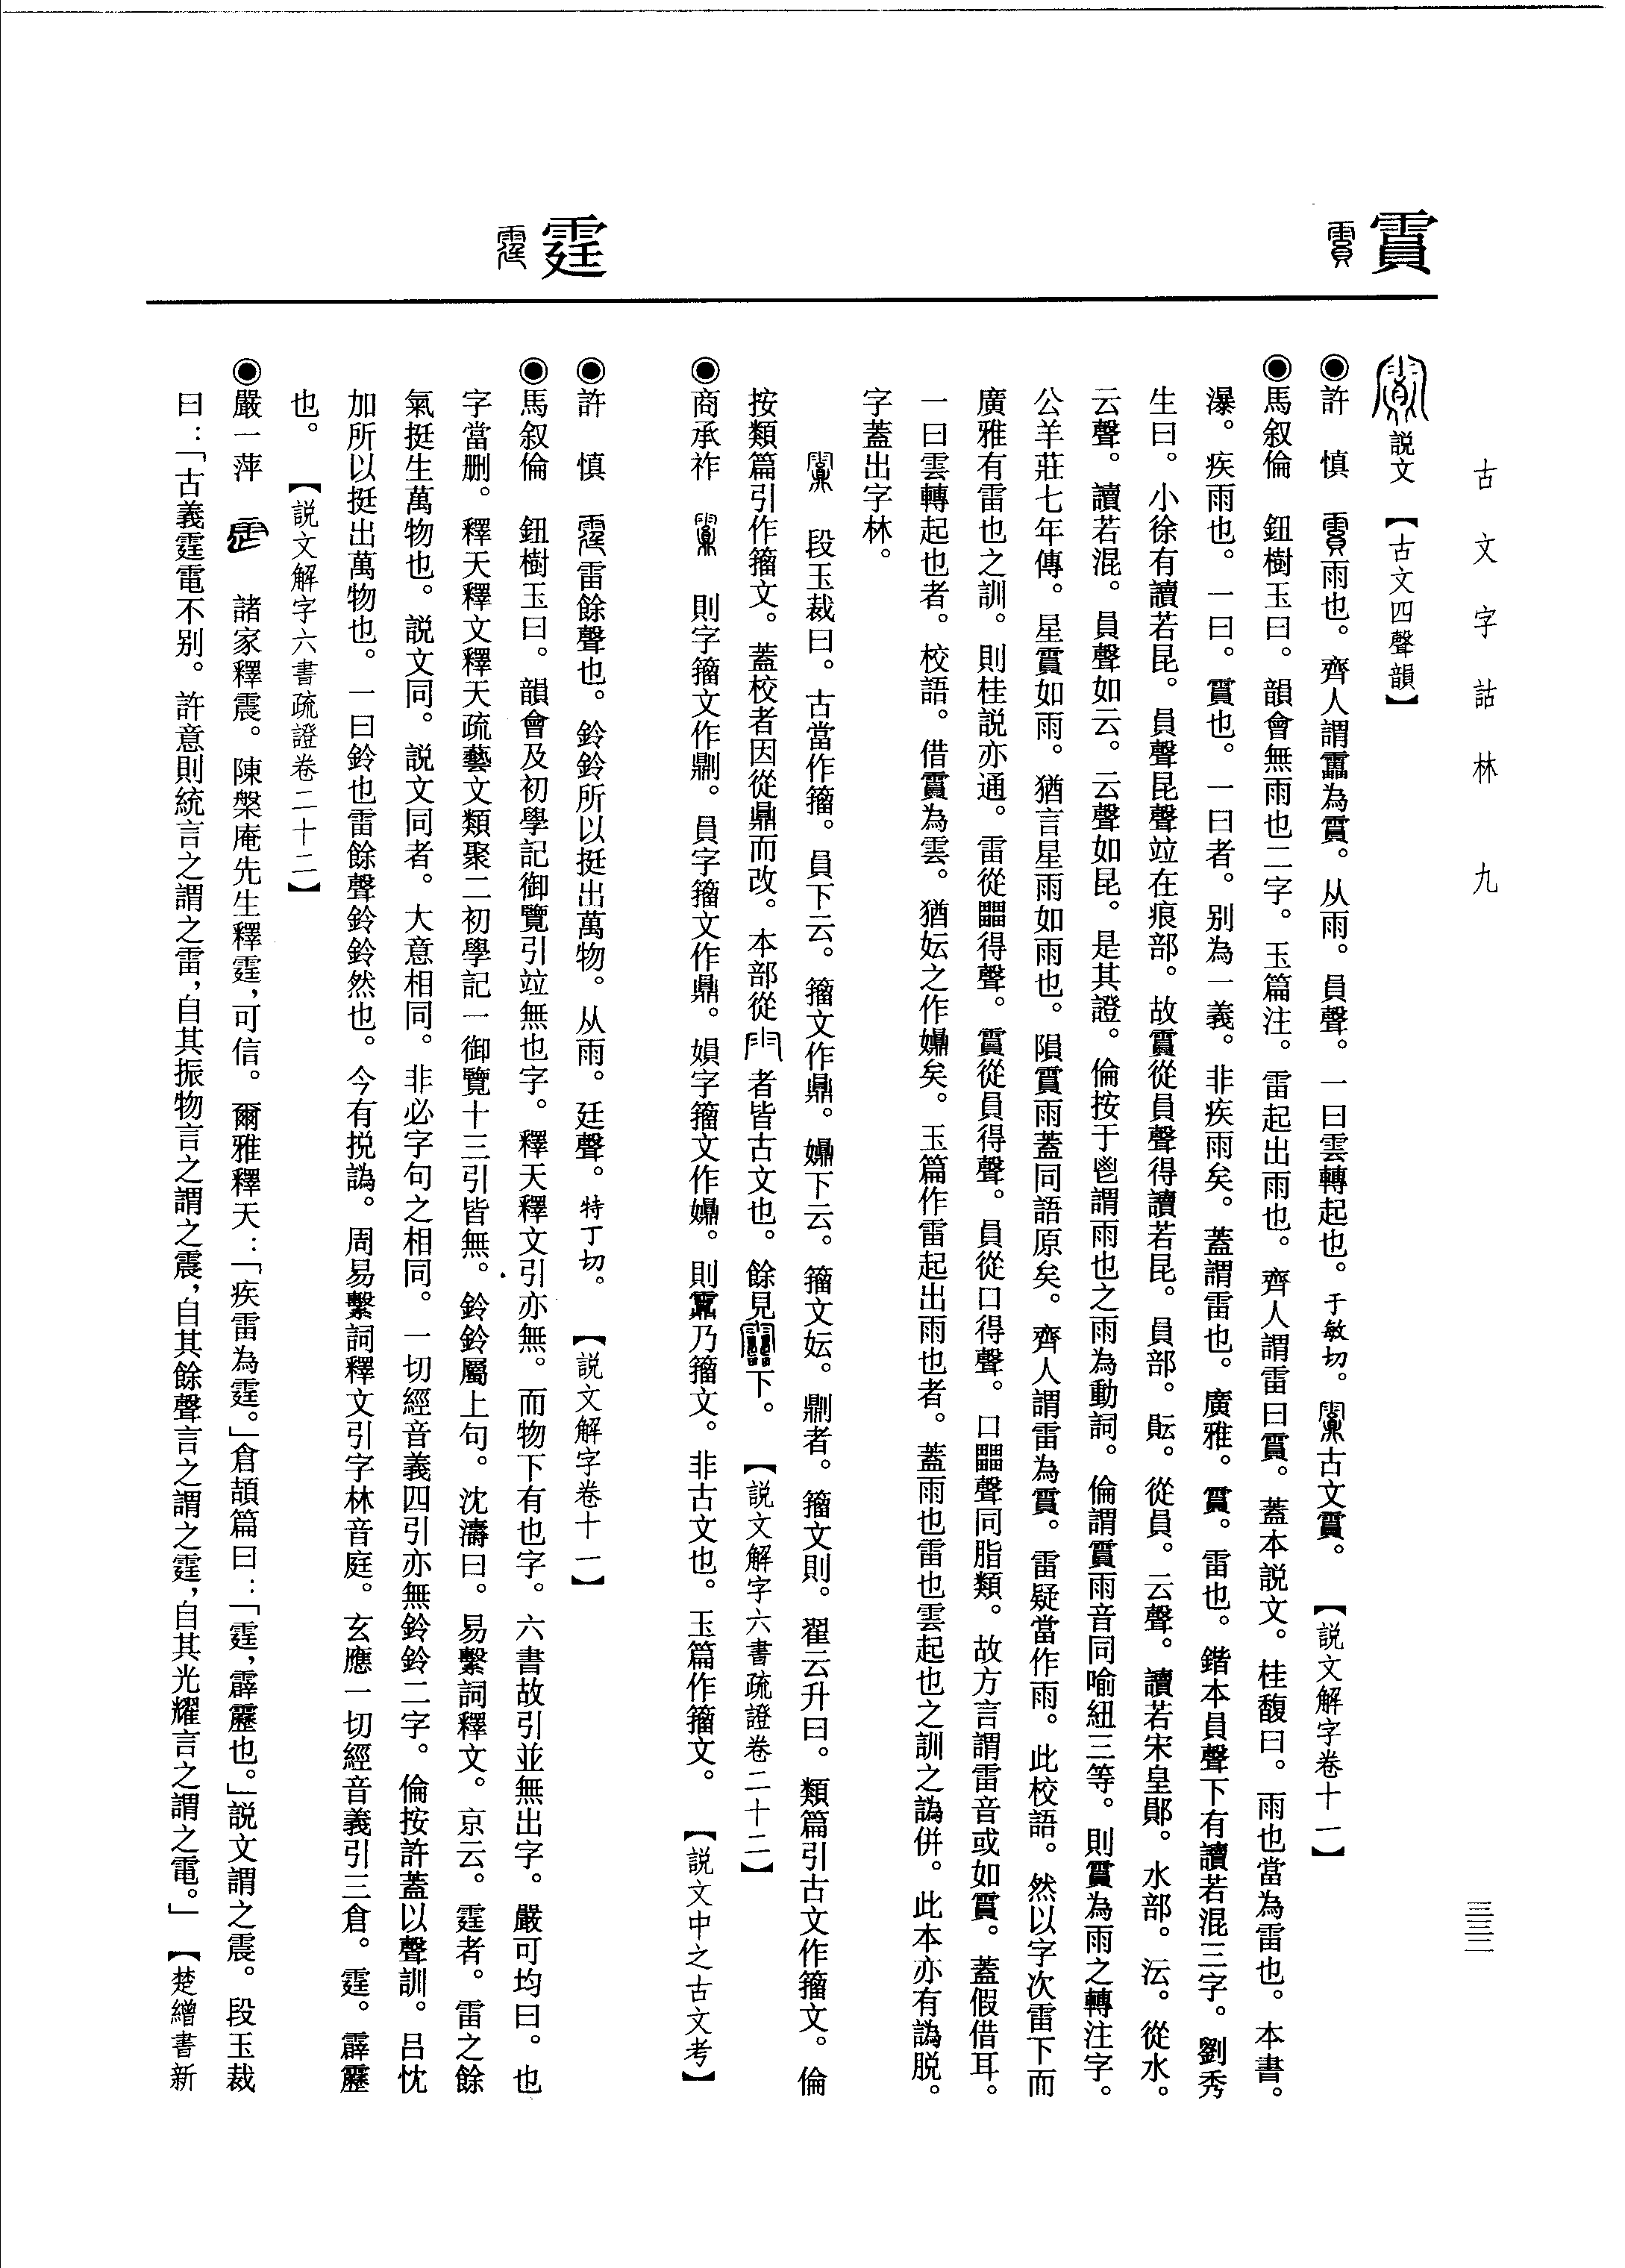 古文字詁林 九
三三二
霣
霆
説文 【古文四聲韻】
◉許 慎 雨也。齊人謂靁為霣。从雨。員聲。一曰雲轉起也。于敏切。古文霣。【説文解字卷十一】
◉馬叙倫 鈕樹玉曰。韻會無雨也二字。玉篇注。雷起出雨也。齊人謂雷曰霣。蓋本説文。桂馥曰。雨也當為雷也。本書。
瀑。疾雨也。一曰。霣也。一曰者。別為一義。非疾雨矣。蓋謂雷也。廣雅。霣。雷也。鍇本員聲下有讀若混三字。劉秀
生曰。小徐有讀若昆。員聲昆聲竝在痕部。故霣從員聲得讀若昆。員部。䝵。從員。云聲。讀若宋皇鄖。水部。沄。從水。
云聲。讀若混。員聲如云。云聲如昆。是其證。倫按于鬯謂雨也之雨為動詞。倫謂霣雨音同喻紐三等。則霣為雨之轉注字。
公羊莊七年傳。星霣如雨。猶言星雨如雨也。隕霣雨蓋同語原矣。齊人謂雷為霣。雷疑當作雨。此校語。然以字次雷下而
廣雅有雷也之訓。則桂説亦通。雷從畾得聲。霣從員得聲。員從口得聲。口畾聲同脂類。故方言謂雷音或如霣。蓋假借耳。
一曰雲轉起也者。校語。借霣為雲。猶妘之作㜏矣。玉篇作雷起出雨也者。蓋雨也雷也雲起也之訓之譌併。此本亦有譌脱。
字蓋出字林。
段玉裁曰。古當作籀。員下云。籀文作鼎。㜏下云。籀文妘。鼎者。籀文則。翟云升曰。類篇引古文作籀文。倫
按類篇引作籀文。蓋校者因從鼎而改。本部從 者皆古文也。餘見 下。【説文解字六書疏證卷二十二】
◉商承祚 則字籀文作鼎。員字籀文作鼎。娟字籀文作㜏。則 乃籀文。非古文也。玉篇作籀文。【説文中之古文考】
◉許 慎 雷餘聲也。鈴鈴所以挺出萬物。从雨。廷聲。特丁切。【説文解字卷十一】
◉馬叙倫 鈕樹玉曰。韻會及初學記御覽引竝無也字。釋天釋文引亦無。而物下有也字。六書故引並無出字。嚴可均曰。也
字當删。釋天釋文釋天疏藝文類聚二初學記一御覽十三引皆無。鈴鈴屬上句。沈濤曰。易繫詞釋文。京云。霆者。雷之餘
氣挺生萬物也。説文同。説文同者。大意相同。非必字句之相同。一切經音義四引亦無鈴鈴二字。倫按許蓋以聲訓。吕忱
加所以挺出萬物也。一曰鈴也雷餘聲鈴鈴然也。今有挩譌。周易繫詞釋文引字林音庭。玄應一切經音義引三倉。霆。霹靂
也。【説文解字六書疏證卷二十二】
◉嚴一萍 諸家釋震。陳槃庵先生釋霆，可信。爾雅釋天：「疾雷為霆。」倉頡篇曰：「霆，霹靂也。」説文謂之震。段玉裁
曰：「古義霆電不別。許意則統言之謂之雷，自其振物言之謂之震，自其餘聲言之謂之霆，自其光耀言之謂之電。」【楚繒書新